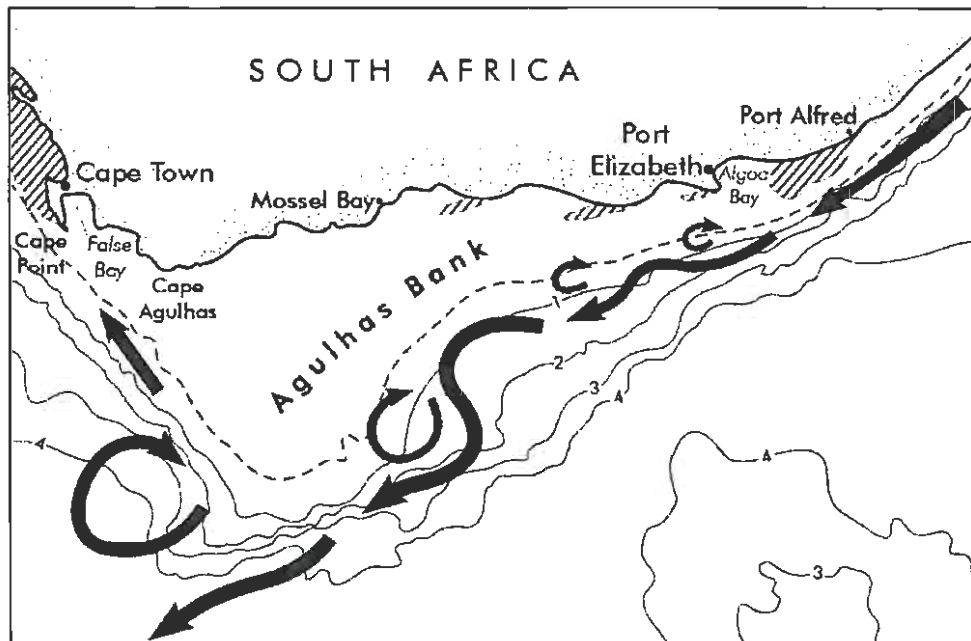 SOUTH AFRICA
Port Alfred
Port
Elizabeth
Algoa
Bay
Cape Town
Mossel Bay
Cape
Point
False
Bay
Cape
Agulhas
Agulhas Bank
2
3
4
4
4
3